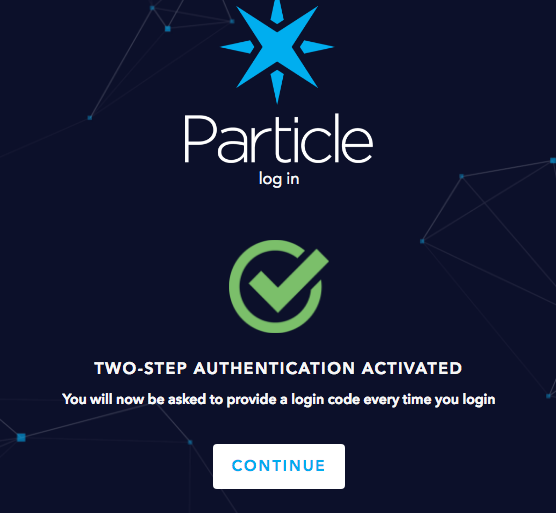 Particle
log in
TWO-STEP AUTHENTICATION ACTIVATED
You will now be asked to provide a login code every time you login
CONTINUE